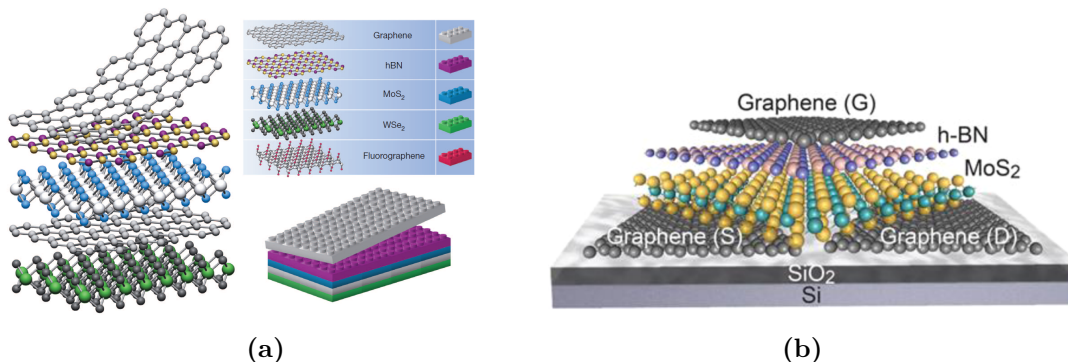 Graphene
hBN
MoS₂
WSe₂
Fluorographene
(a)
Graphene (G)
h-BN
MoS₂
Graphene (S)
Graphene (D)
SiO₂
Si
(b)